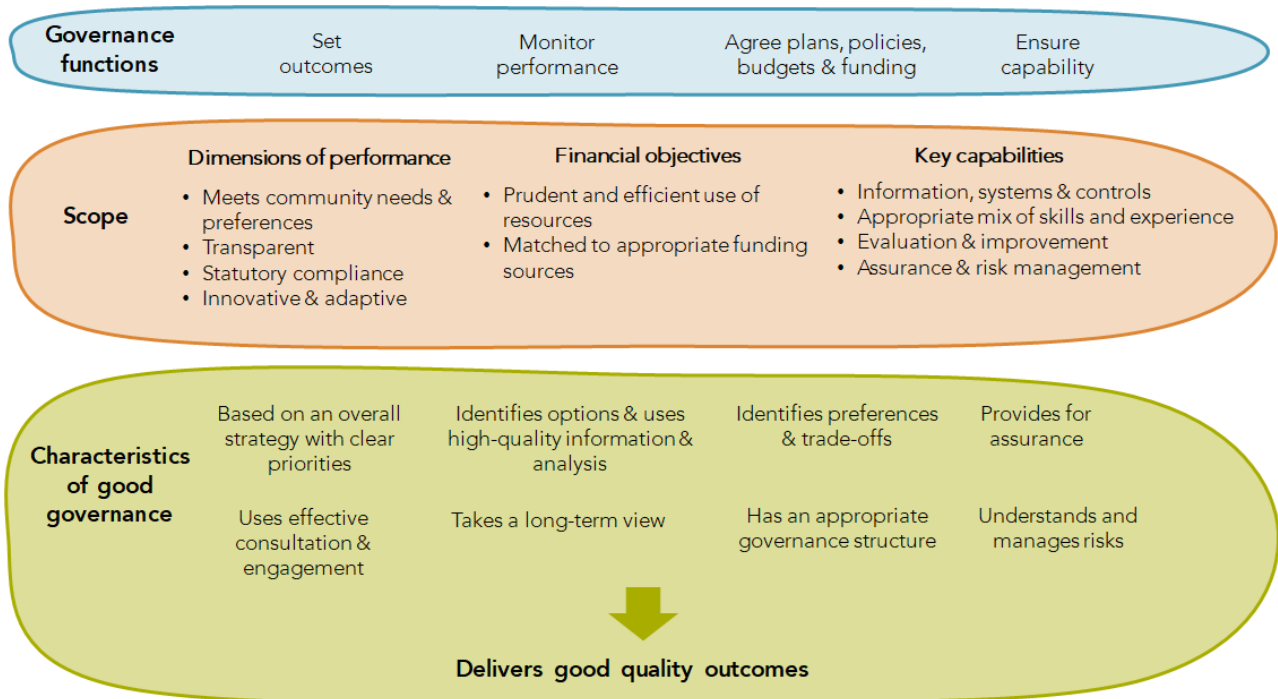 Governance
functions
Set
outcomes
Monitor
performance
Agree plans, policies,
budgets & funding
Ensure
capability
Scope
Dimensions of performance
• Meets community needs &
preferences
• Transparent
• Statutory compliance
• Innovative & adaptive
Financial objectives
• Prudent and efficient use of
resources
• Matched to appropriate funding
sources
Key capabilities
• Information, systems & controls
• Appropriate mix of skills and experience
• Evaluation & improvement
• Assurance & risk management
Characteristics
of good
governance
Based on an overall
strategy with clear
priorities
Identifies options & uses
high-quality information &
analysis
Identifies preferences
& trade-offs
Provides for
assurance
Uses effective
consultation &
engagement
Takes a long-term view
Has an appropriate
governance structure
Understands and
manages risks
Delivers good quality outcomes